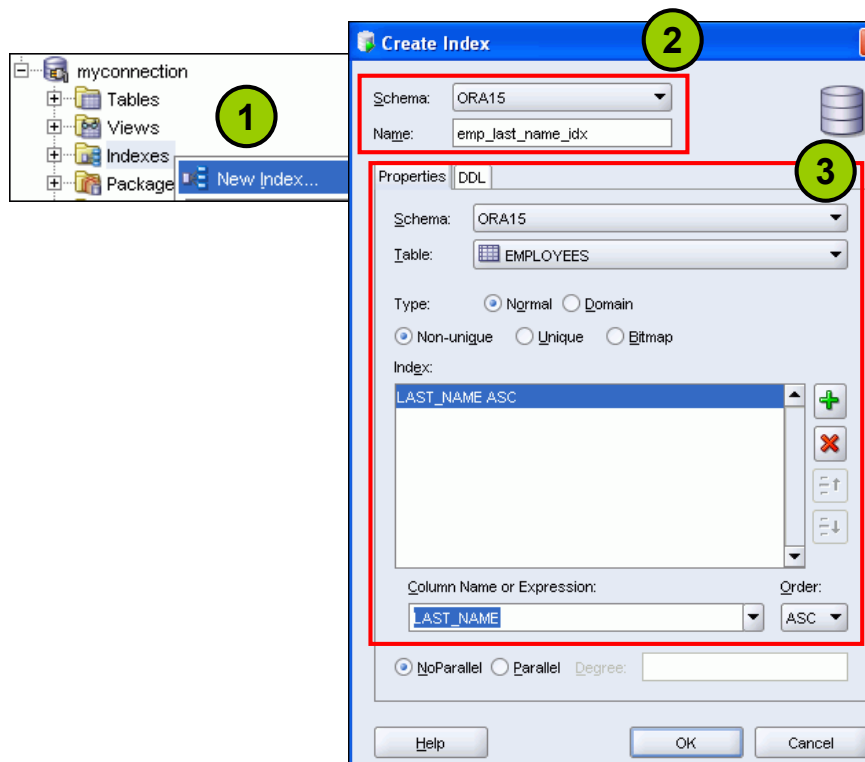 myconnection
Tables
Views
Indexes
Package
New Index...
1
Create Index
2
Schema: ORA15
Name: emp_last_name_idx
3
Properties DDL
Schema: ORA15
Table: EMPLOYEES
Type: Normal Domain
Non-unique Unique Bitmap
Index:
LAST_NAME ASC
Column Name or Expression: Order:
LAST_NAME ASC
NoParallel Parallel Degree:
Help OK Cancel